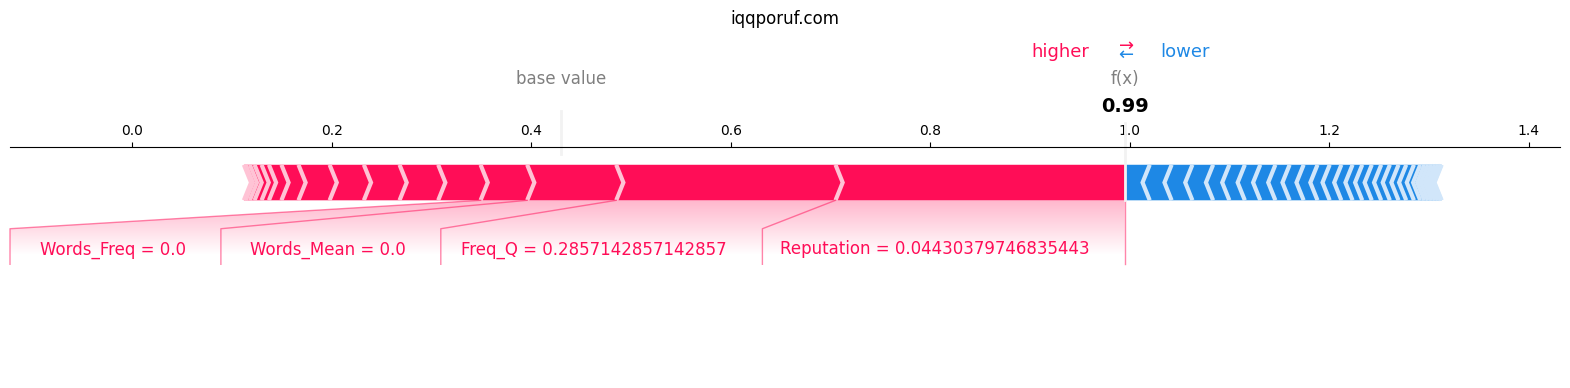 iqqporuf.com
higher → lower
←
base value f(x)
0.99
0.0 0.2 0.4 0.6 0.8 1.0 1.2 1.4
Words_Freq = 0.0 Words_Mean = 0.0 Freq_Q = 0.2857142857142857 Reputation = 0.04430379746835443